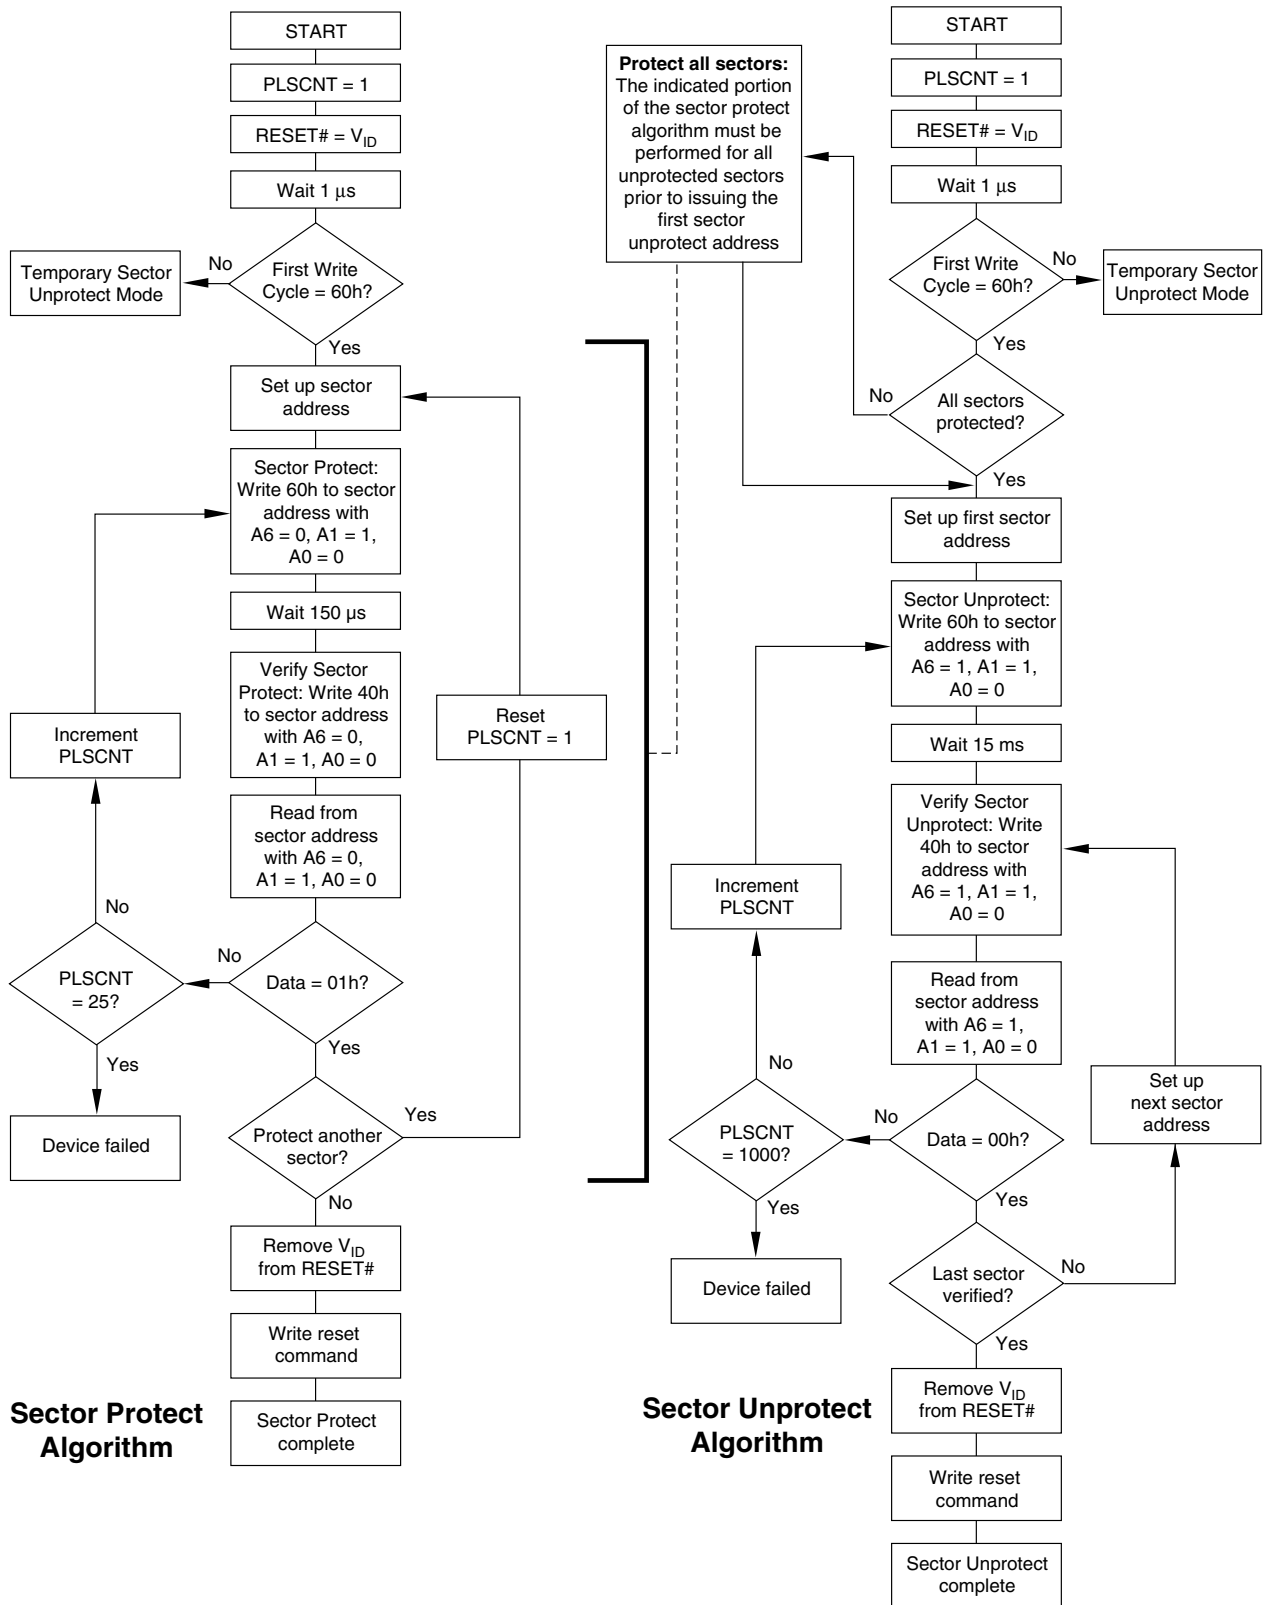 START
PLSCNT = 1
RESET# = VID
Wait 1 μs
First Write
Cycle = 60h?
No
Temporary Sector
Unprotect Mode
Yes
Set up sector
address
Sector Protect:
Write 60h to sector
address with
A6 = 0, A1 = 1,
A0 = 0
Wait 150 μs
Verify Sector
Protect: Write 40h
to sector address
with A6 = 0,
A1 = 1, A0 = 0
Increment
PLSCNT
Reset
PLSCNT = 1
Read from
sector address
with A6 = 0,
A1 = 1, A0 = 0
No
PLSCNT
= 25?
No
Data = 01h?
Yes
Yes
Device failed
Protect another
sector?
Yes
No
Remove VID
from RESET#
Write reset
command
Sector Protect
complete
Sector Protect
Algorithm
Protect all sectors:
The indicated portion
of the sector protect
algorithm must be
performed for all
unprotected sectors
prior to issuing the
first sector
unprotect address
START
PLSCNT = 1
RESET# = VID
Wait 1 μs
First Write
Cycle = 60h?
No
Temporary Sector
Unprotect Mode
Yes
No
All sectors
protected?
Yes
Set up first sector
address
Sector Unprotect:
Write 60h to sector
address with
A6 = 1, A1 = 1,
A0 = 0
Wait 15 ms
Verify Sector
Unprotect: Write
40h to sector
address with
A6 = 1, A1 = 1,
A0 = 0
Increment
PLSCNT
Read from
sector address
with A6 = 1,
A1 = 1, A0 = 0
No
Set up
next sector
address
PLSCNT
= 1000?
No
Data = 00h?
Yes
Yes
Device failed
Last sector
verified?
No
Yes
Remove VID
from RESET#
Write reset
command
Sector Unprotect
complete
Sector Unprotect
Algorithm